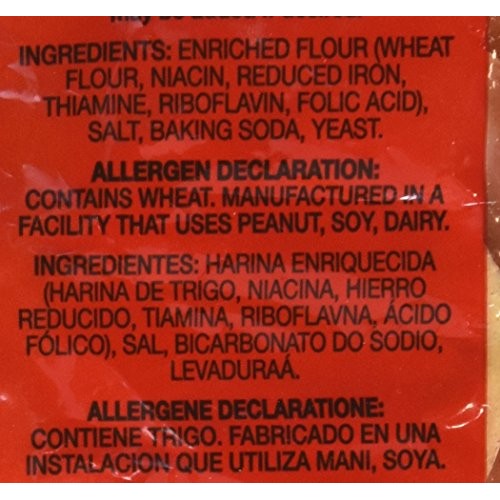 INGREDIENTS: ENRICHED FLOUR (WHEAT
FLOUR, NIACIN, REDUCED IRON,
THIAMINE, RIBOFLAVIN, FOLIC ACID),
SALT, BAKING SODA, YEAST.
ALLERGEN DECLARATION:
CONTAINS WHEAT. MANUFACTURED IN A
FACILITY THAT USES PEANUT, SOY, DAIRY.
INGREDIENTES: HARINA ENRIQUECIDA
(HARINA DE TRIGO, NIACINA, HIERRO
REDUCIDO, TIAMINA, RIBOFLAVNA, ÁCIDO
FÓLICO), SAL, BICARBONATO DO SODIO,
LEVADURAÁ.
ALLERGENE DECLARATIONE:
CONTIENE TRIGO. FABRICADO EN UNA
INSTALACION QUE UTILIZA MANI, SOYA.